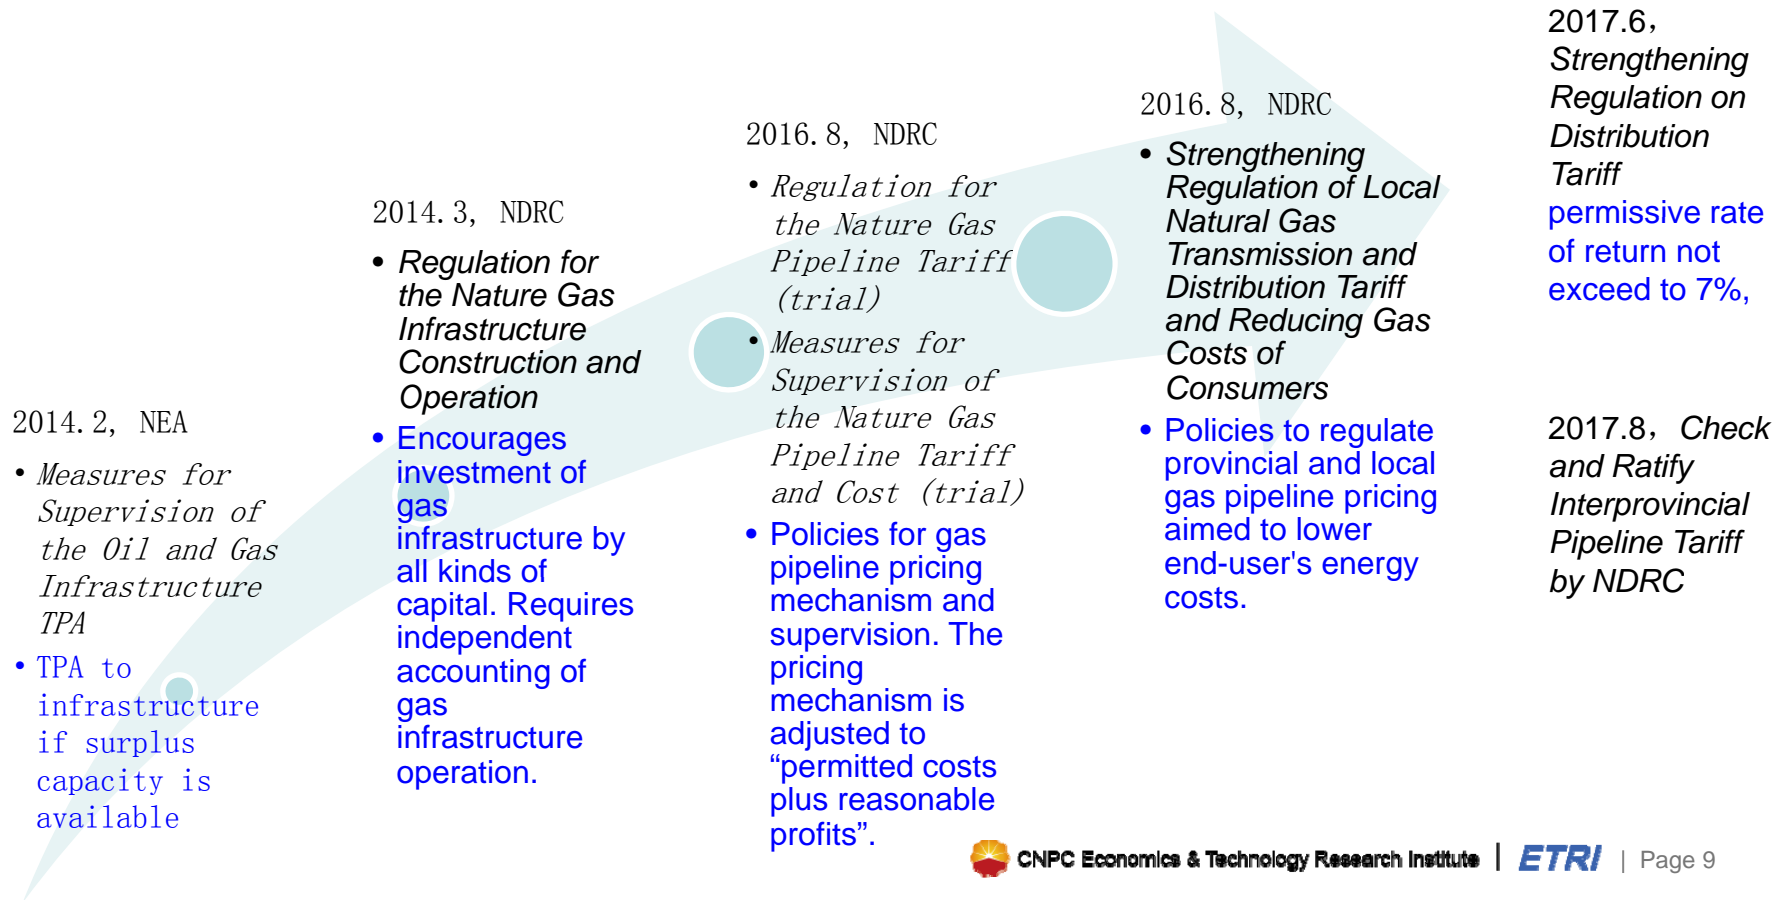 2014.2, NEA
• Measures for
Supervision of
the Oil and Gas
Infrastructure
TPA
• TPA to
infrastructure
if surplus
capacity is
available
2014.3, NDRC
• Regulation for
the Nature Gas
Infrastructure
Construction and
Operation
• Encourages
investment of
gas
infrastructure by
all kinds of
capital. Requires
independent
accounting of
gas
infrastructure
operation.
2016.8, NDRC
• Regulation for
the Nature Gas
Pipeline Tariff
(trial)
• Measures for
Supervision of
the Nature Gas
Pipeline Tariff
and Cost (trial)
• Policies for gas
pipeline pricing
mechanism and
supervision. The
pricing
mechanism is
adjusted to
“permitted costs
plus reasonable
profits”.
2016.8, NDRC
• Strengthening
Regulation of Local
Natural Gas
Transmission and
Distribution Tariff
and Reducing Gas
Costs of
Consumers
• Policies to regulate
provincial and local
gas pipeline pricing
aimed to lower
end-user's energy
costs.
2017.6，
Strengthening
Regulation on
Distribution
Tariff
permissive rate
of return not
exceed to 7%,
2017.8，Check
and Ratify
Interprovincial
Pipeline Tariff
by NDRC
CNPC Economics & Technology Research Institute | ETRI | Page 9